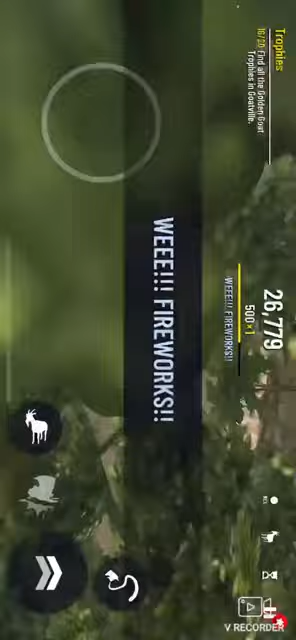 Trophies
16/20 Find all the Golden Goat
Trophies in Goatville.
26,779
500×1
WEEE!!! FIREWORKS!!
WEEE!!! FIREWORKS!!
V RECORDER